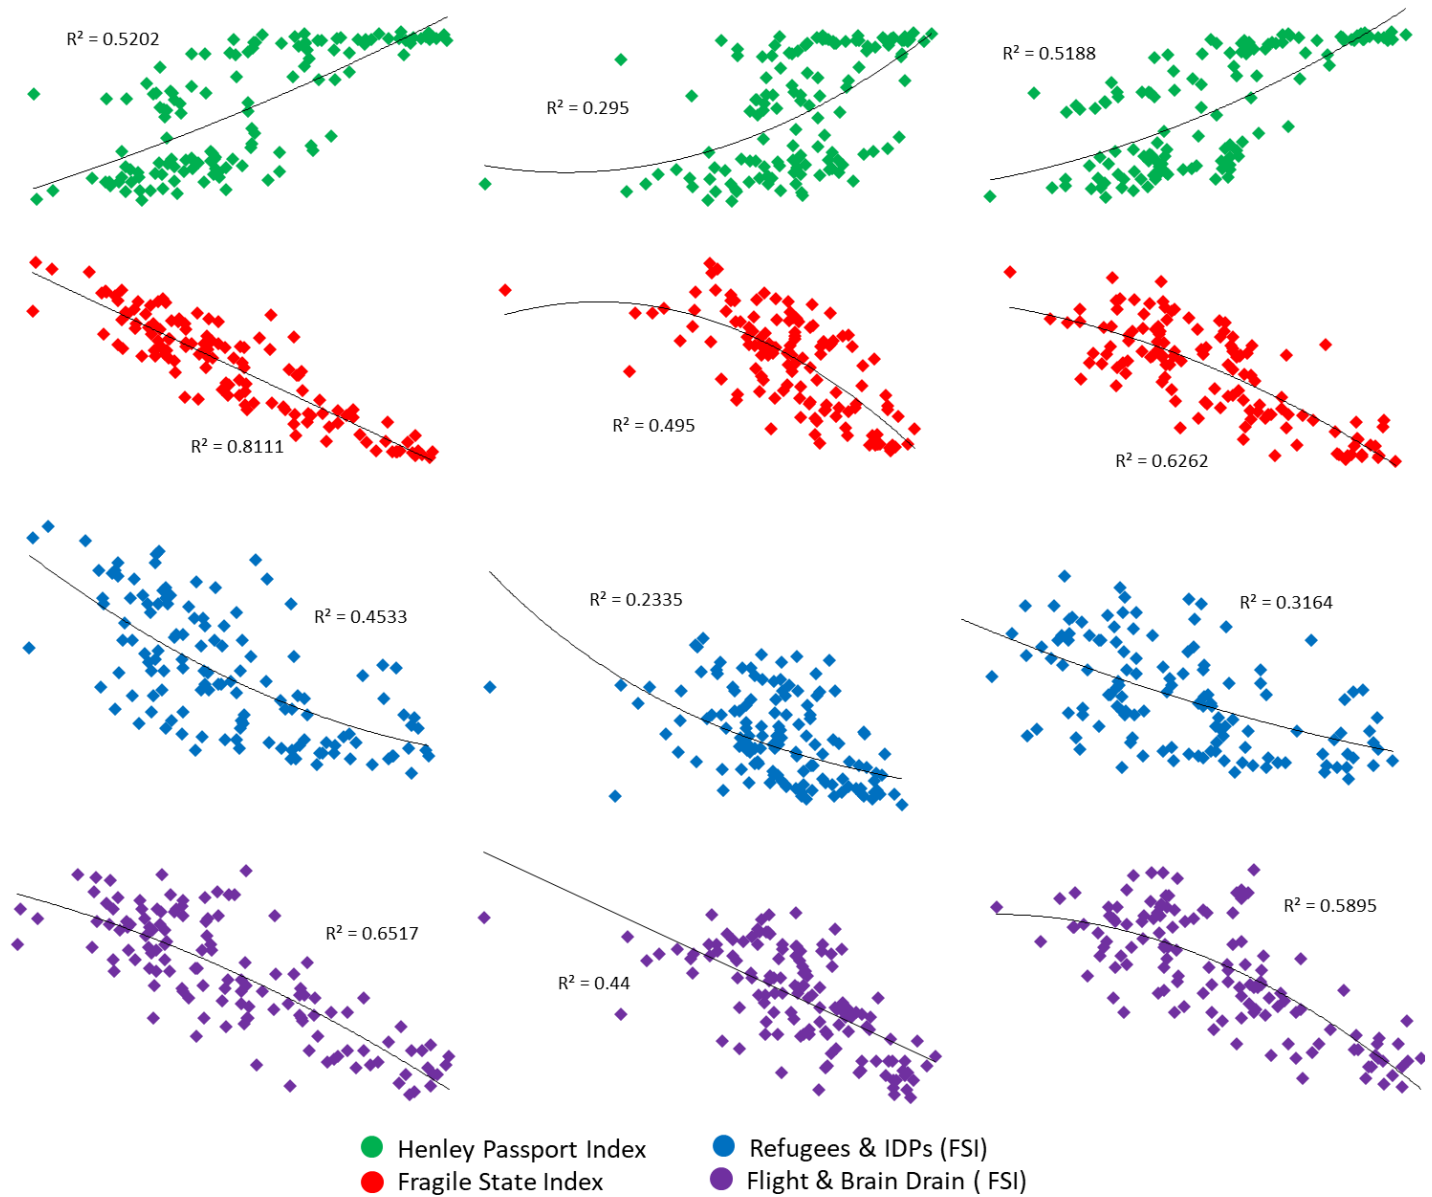 R² = 0.5202
R² = 0.295
R² = 0.5188
R² = 0.8111
R² = 0.495
R² = 0.6262
R² = 0.4533
R² = 0.2335
R² = 0.3164
R² = 0.6517
R² = 0.44
R² = 0.5895
Henley Passport Index
Refugees & IDPs (FSI)
Fragile State Index
Flight & Brain Drain ( FSI)